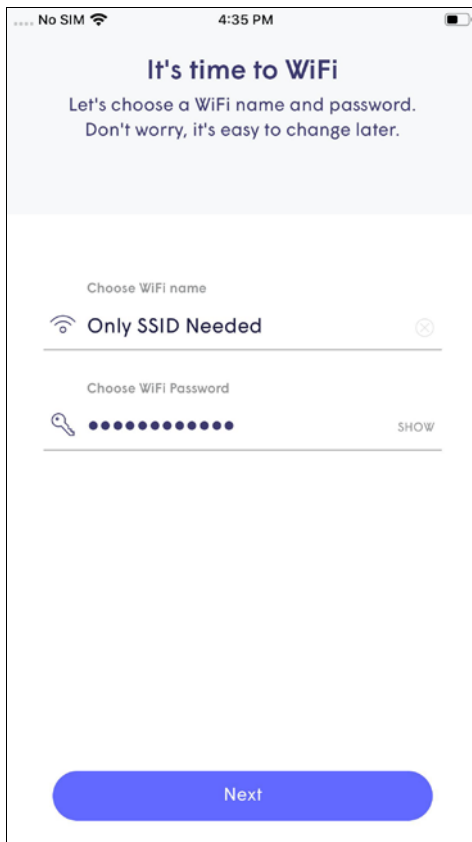 No SIM 4:35 PM
It's time to WiFi
Let's choose a WiFi name and password.
Don't worry, it's easy to change later.
Choose WiFi name
Only SSID Needed
Choose WiFi Password
●●●●●●●●●●●● SHOW
Next